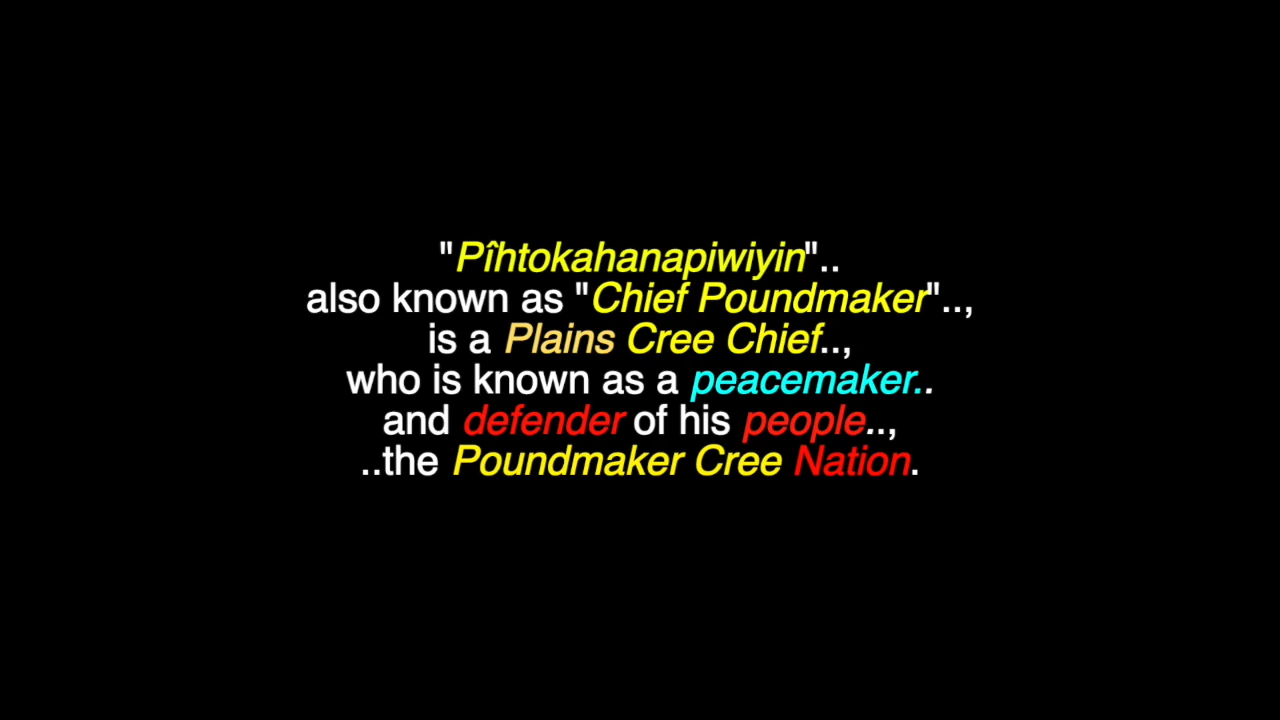 "Pîhtokahanapiwiyin"..
also known as "Chief Poundmaker"..,
is a Plains Cree Chief..,
who is known as a peacemaker..
and defender of his people..,
..the Poundmaker Cree Nation.